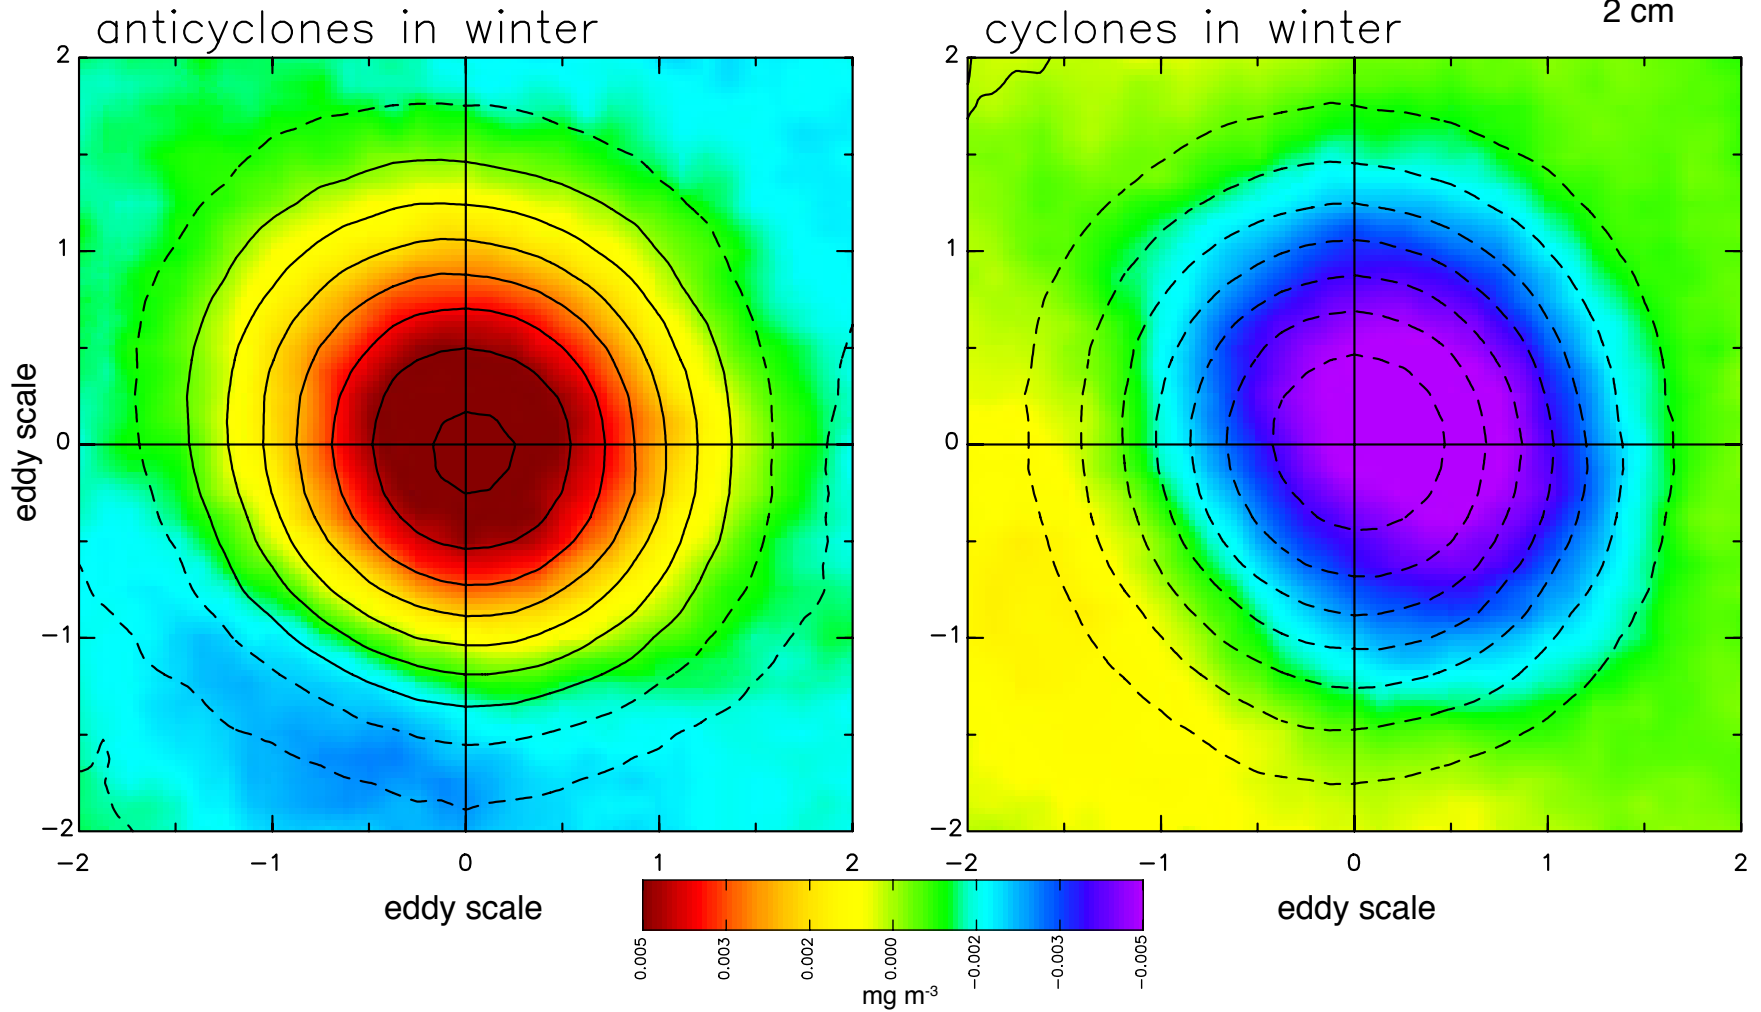 2 cm
anticyclones in winter
cyclones in winter
2
1
0
−1
−2
eddy scale
2
1
0
−1
−2
−2 −1 0 1 2
−2 −1 0 1 2
eddy scale
eddy scale
0.005 0.003 0.002 0.000 −0.002 −0.003 −0.005
mg m-3